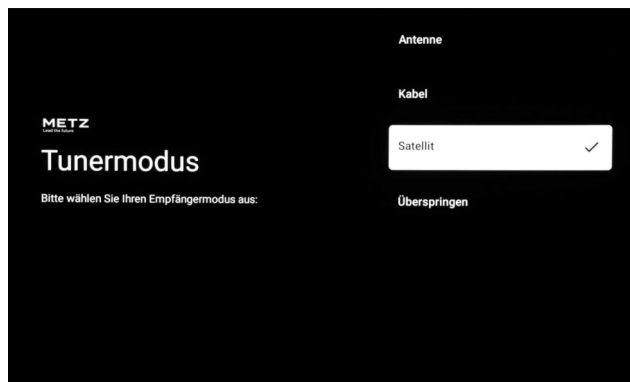 METZ
Lead the future
Tunermodus
Bitte wählen Sie Ihren Empfängermodus aus:
Antenne
Kabel
Satellit
Überspringen